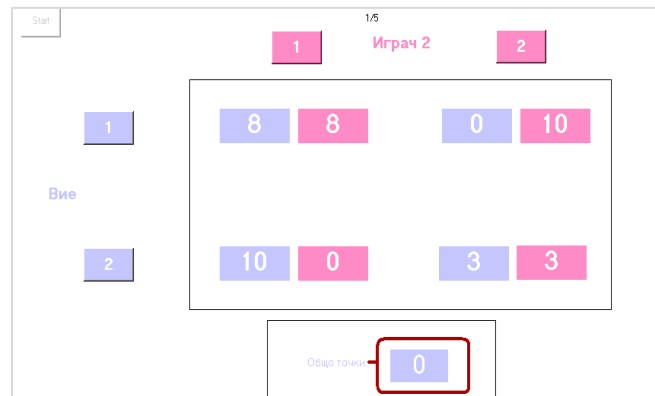 Start
1/5
1 Играч 2 2
1 8 8 0 10
Вие
2 10 0 3 3
Общо точки 0